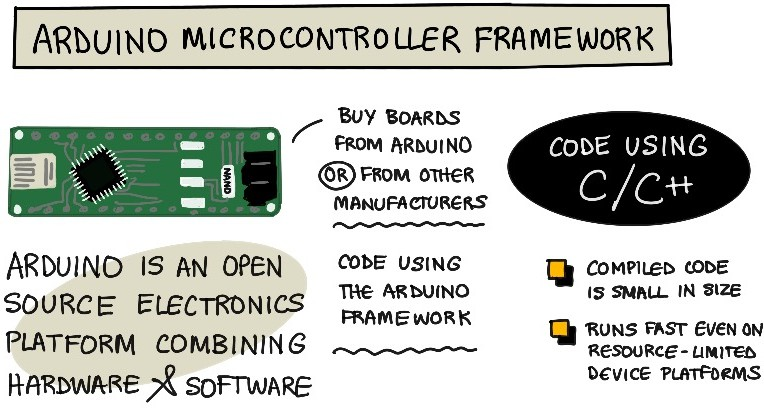 ARDUINO MICROCONTROLLER FRAMEWORK
NANO
BUY BOARDS
FROM ARDUINO
OR FROM OTHER
MANUFACTURERS
CODE USING
THE ARDUINO
FRAMEWORK
ARDUINO IS AN OPEN
SOURCE ELECTRONICS
PLATFORM COMBINING
HARDWARE & SOFTWARE
CODE USING
C/C++
COMPILED CODE
IS SMALL IN SIZE
RUNS FAST EVEN ON
RESOURCE-LIMITED
DEVICE PLATFORMS